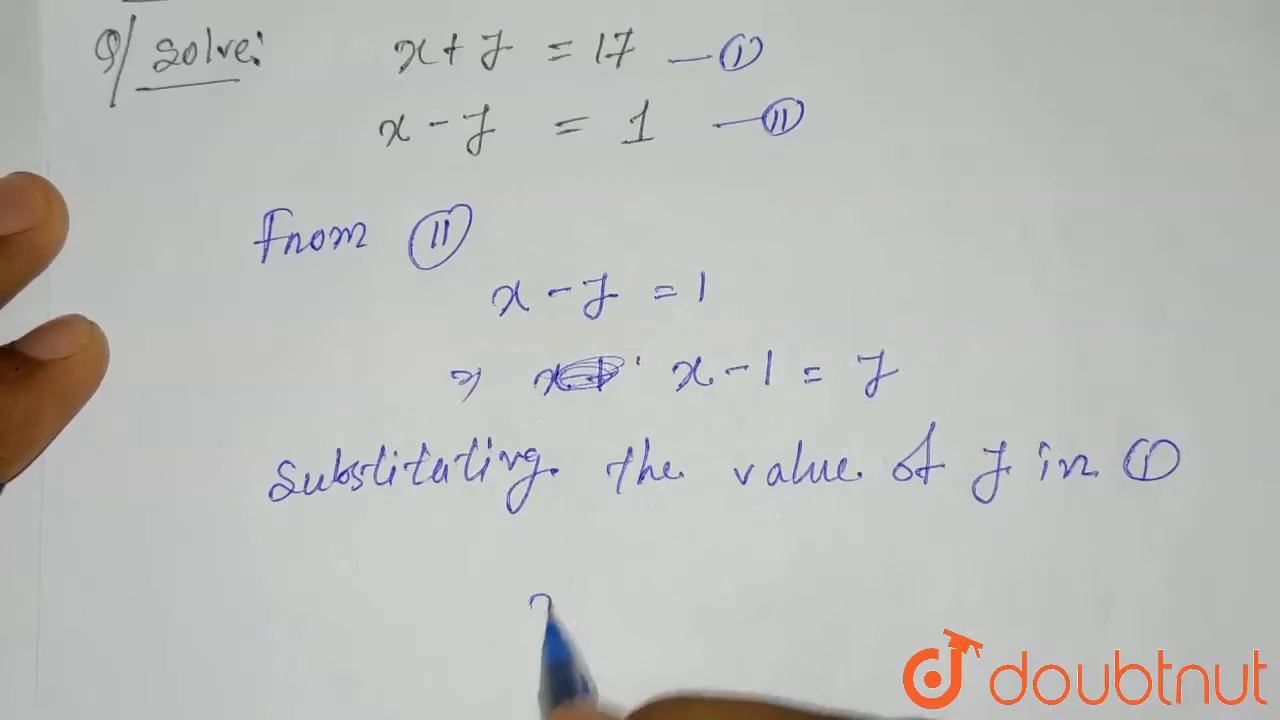 Q/ Solve: x + y = 17 — (I)
x - y = 1 — (II)
From (II)
x - y = 1
⇒ x - 1 = y
Substituting the value of y in (I)
doubtnut